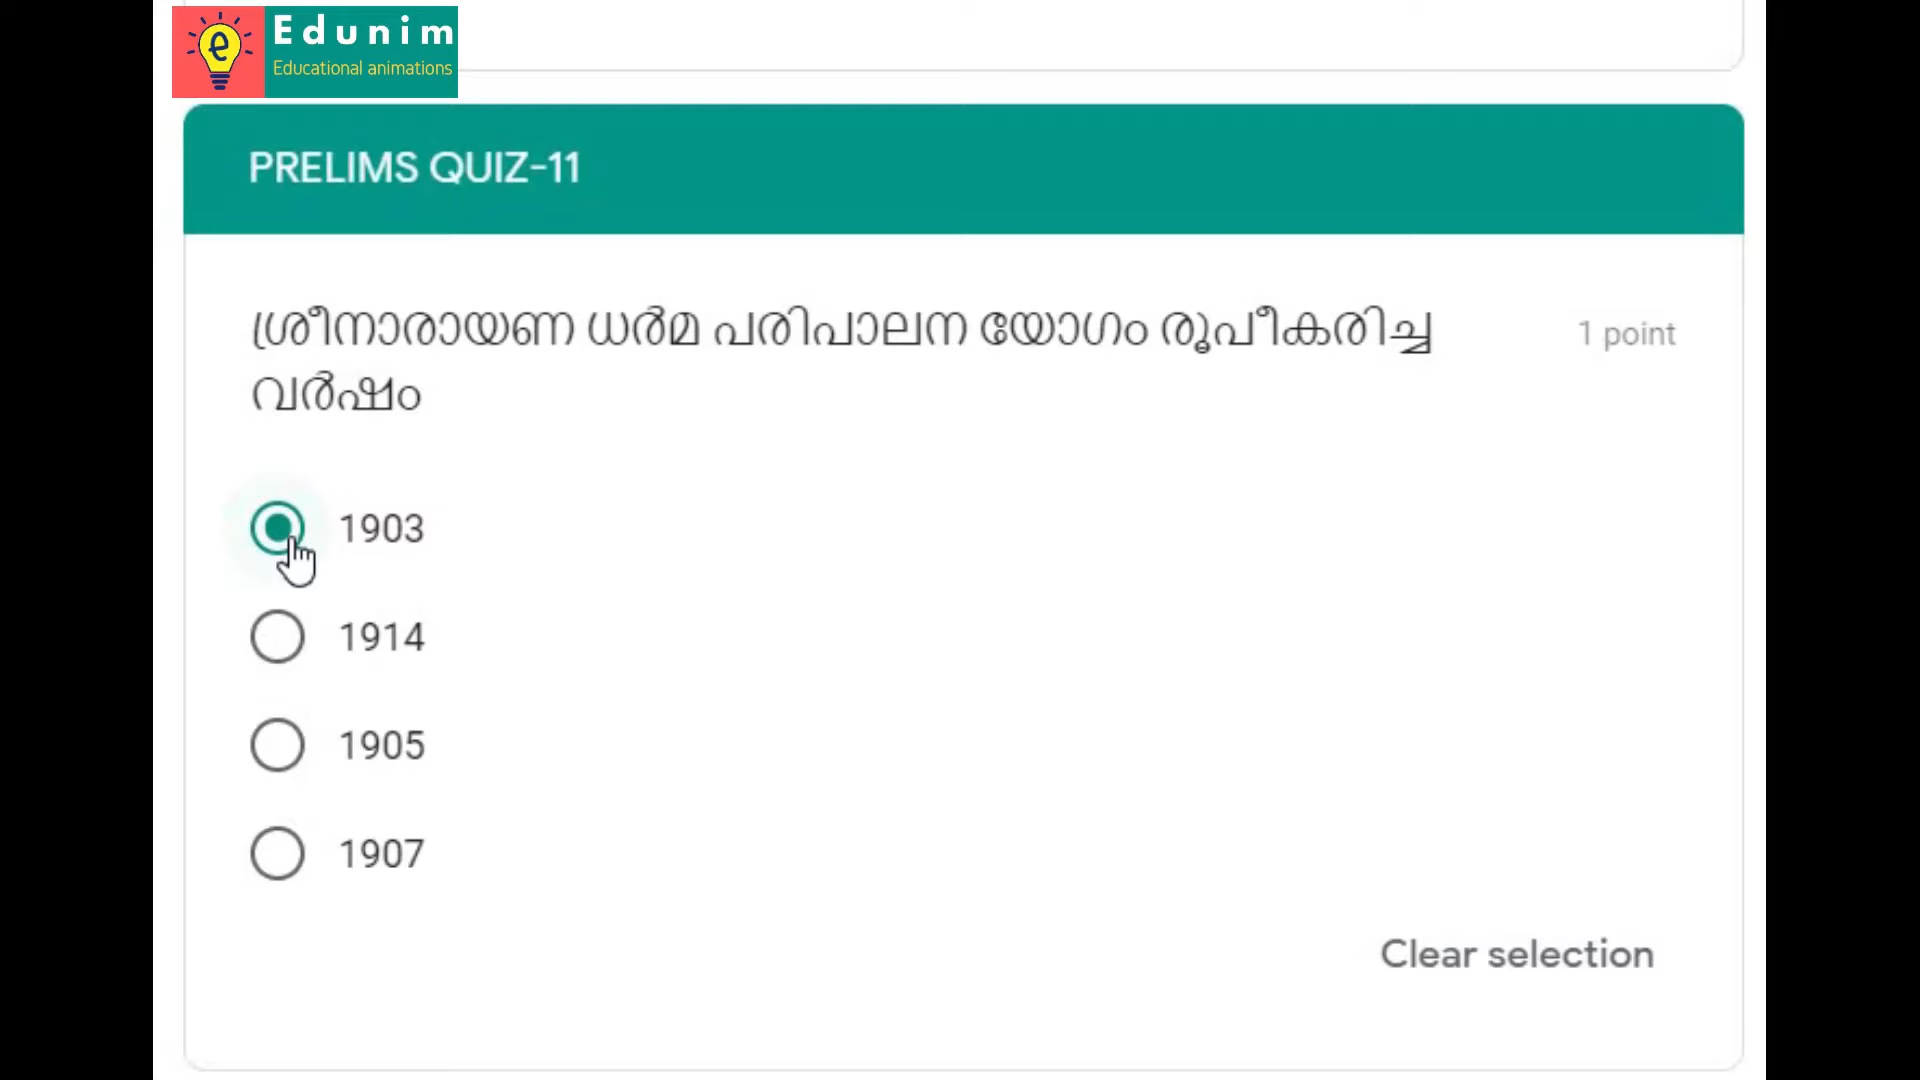 Edunim
Educational animations
PRELIMS QUIZ-11
ശ്രീനാരായണ ധർമ പരിപാലന യോഗം രൂപീകരിച്ച
വർഷം
1 point
1903
1914
1905
1907
Clear selection